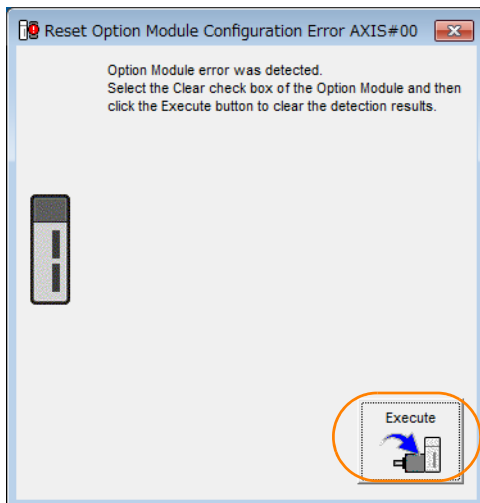 Reset Option Module Configuration Error AXIS#00
Option Module error was detected.
Select the Clear check box of the Option Module and then
click the Execute button to clear the detection results.
Execute